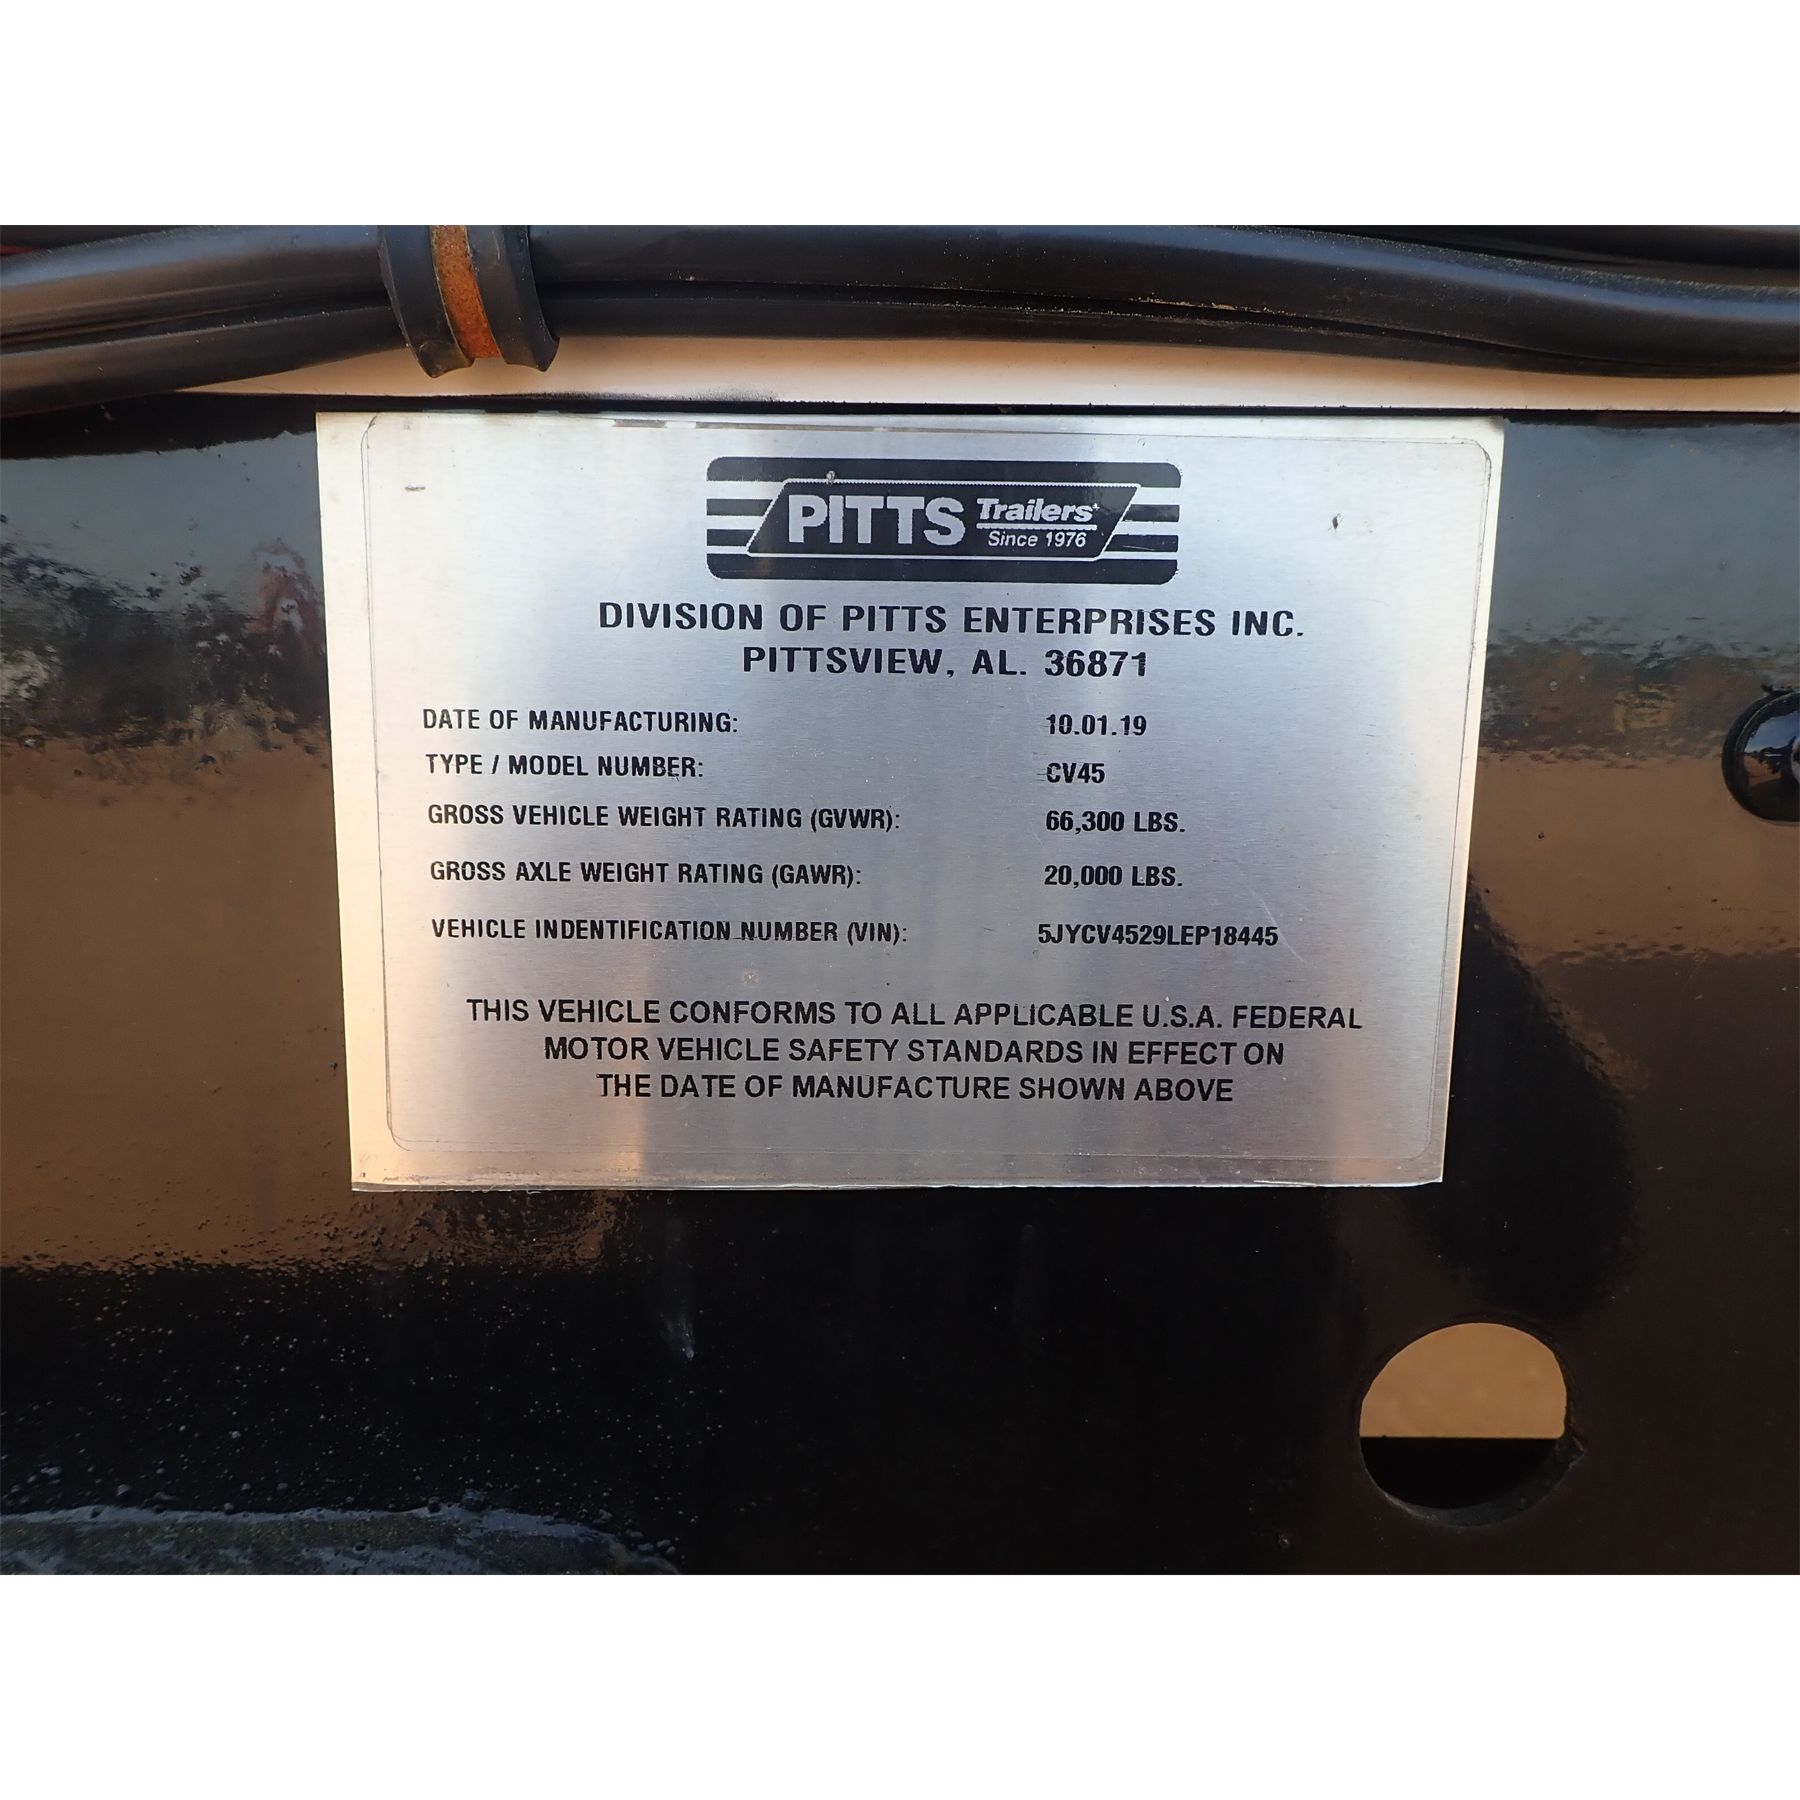 PITTS Trailers
Since 1976
DIVISION OF PITTS ENTERPRISES INC.
PITTSVIEW, AL. 36871
DATE OF MANUFACTURING: 10.01.19
TYPE / MODEL NUMBER: CV45
GROSS VEHICLE WEIGHT RATING (GVWR): 66,300 LBS.
GROSS AXLE WEIGHT RATING (GAWR): 20,000 LBS.
VEHICLE INDENTIFICATION NUMBER (VIN): 5JYCV4529LEP18445
THIS VEHICLE CONFORMS TO ALL APPLICABLE U.S.A. FEDERAL
MOTOR VEHICLE SAFETY STANDARDS IN EFFECT ON
THE DATE OF MANUFACTURE SHOWN ABOVE